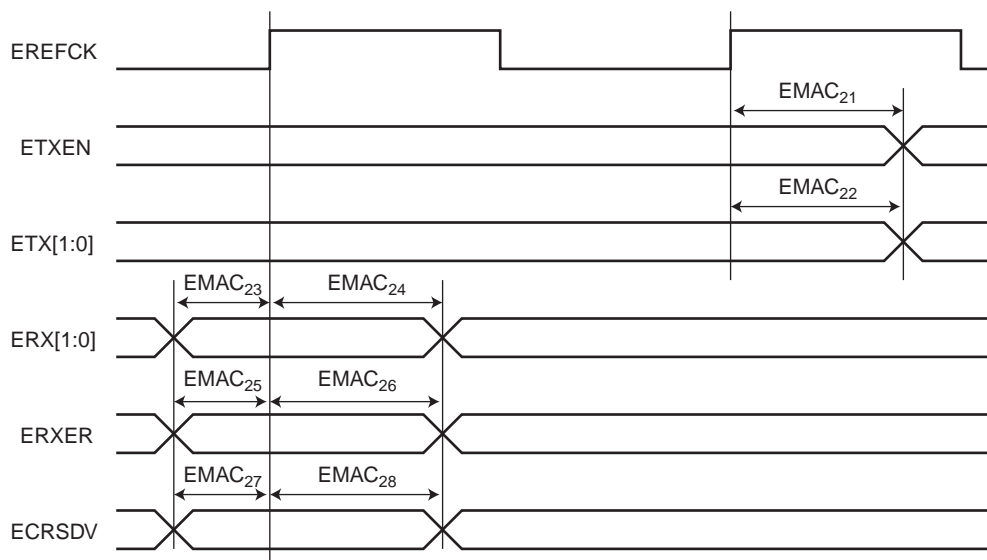 EREFCK
EMAC21
ETXEN
EMAC22
ETX[1:0]
EMAC23 EMAC24
ERX[1:0]
EMAC25 EMAC26
ERXER
EMAC27 EMAC28
ECRSDV